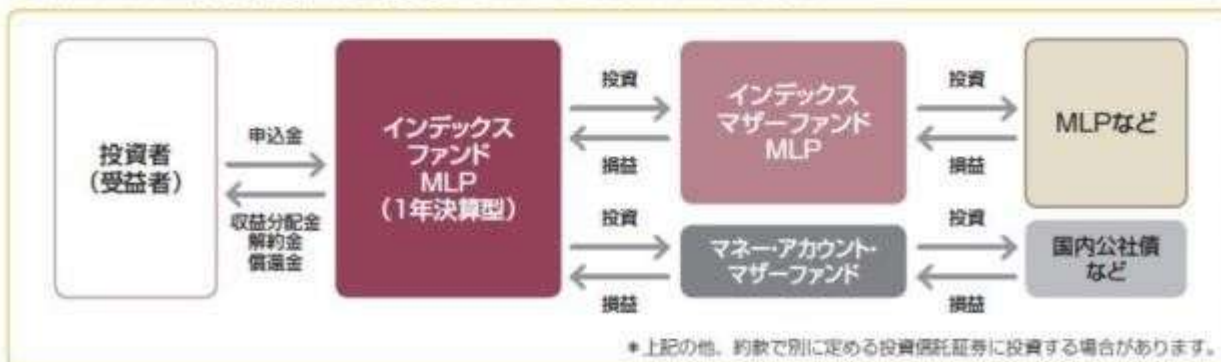 投資者
（受益者）
申込金
収益分配金
解約金
償還金
インデックス
ファンド
MLP
（1年決算型）
投資
損益
投資
損益
インデックス
マザーファンド
MLP
マネー・アカウント・
マザーファンド
投資
損益
投資
損益
MLPなど
国内公社債
など
＊上記の他、約款で別に定める投資信託証券に投資する場合があります。